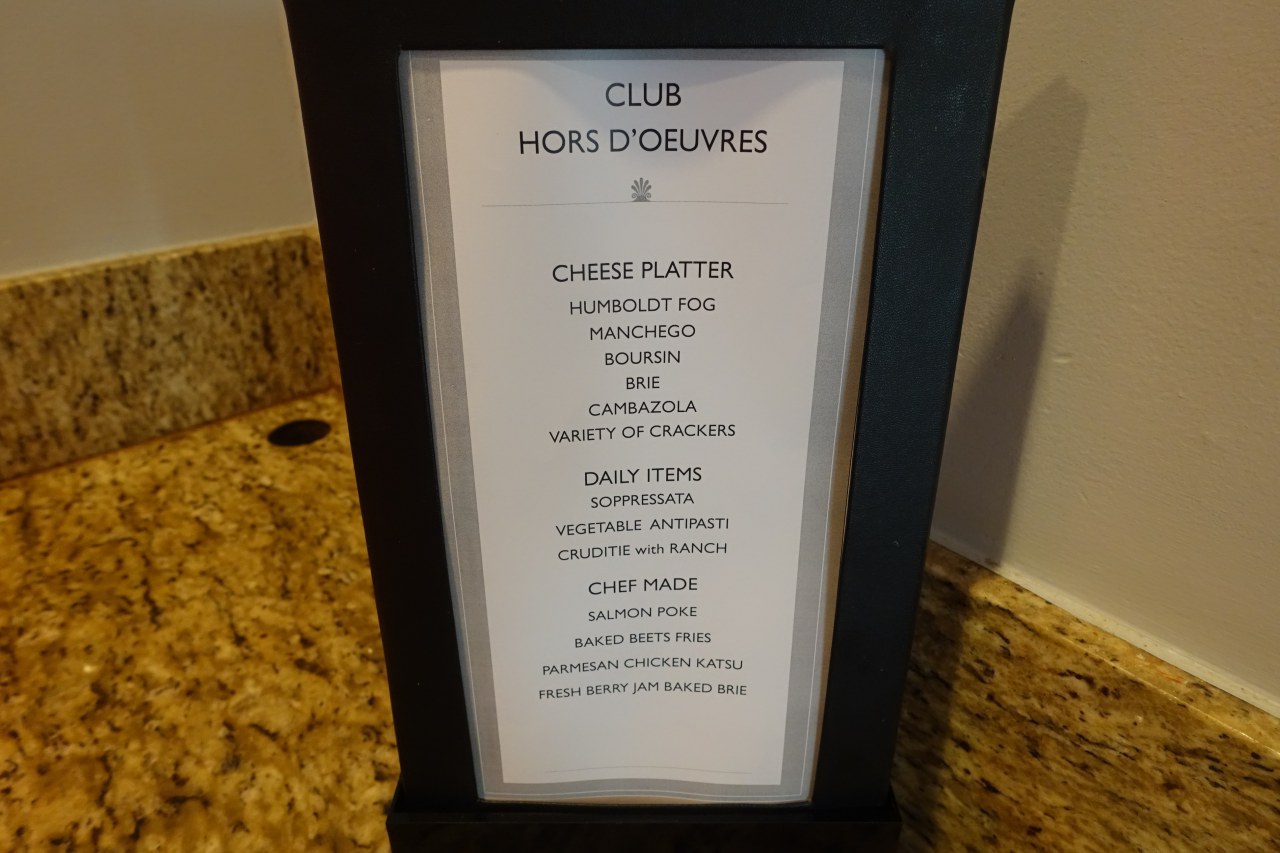 CLUB
HORS D'OEUVRES
CHEESE PLATTER
HUMBOLDT FOG
MANCHEGO
BOURSIN
BRIE
CAMBAZOLA
VARIETY OF CRACKERS
DAILY ITEMS
SOPPRESSATA
VEGETABLE ANTIPASTI
CRUDITIE with RANCH
CHEF MADE
SALMON POKE
BAKED BEETS FRIES
PARMESAN CHICKEN KATSU
FRESH BERRY JAM BAKED BRIE